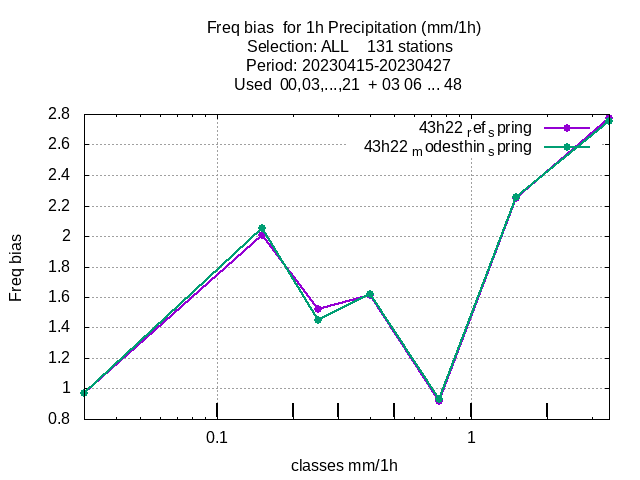 Freq bias for 1h Precipitation (mm/1h)
Selection: ALL 131 stations
Period: 20230415-20230427
Used 00,03,...,21 + 03 06 ... 48
2.8
2.6
2.4
2.2
2
1.8
1.6
1.4
1.2
1
0.8
Freq bias
43h22 ref spring
43h22 modesthin spring
0.1
1
classes mm/1h